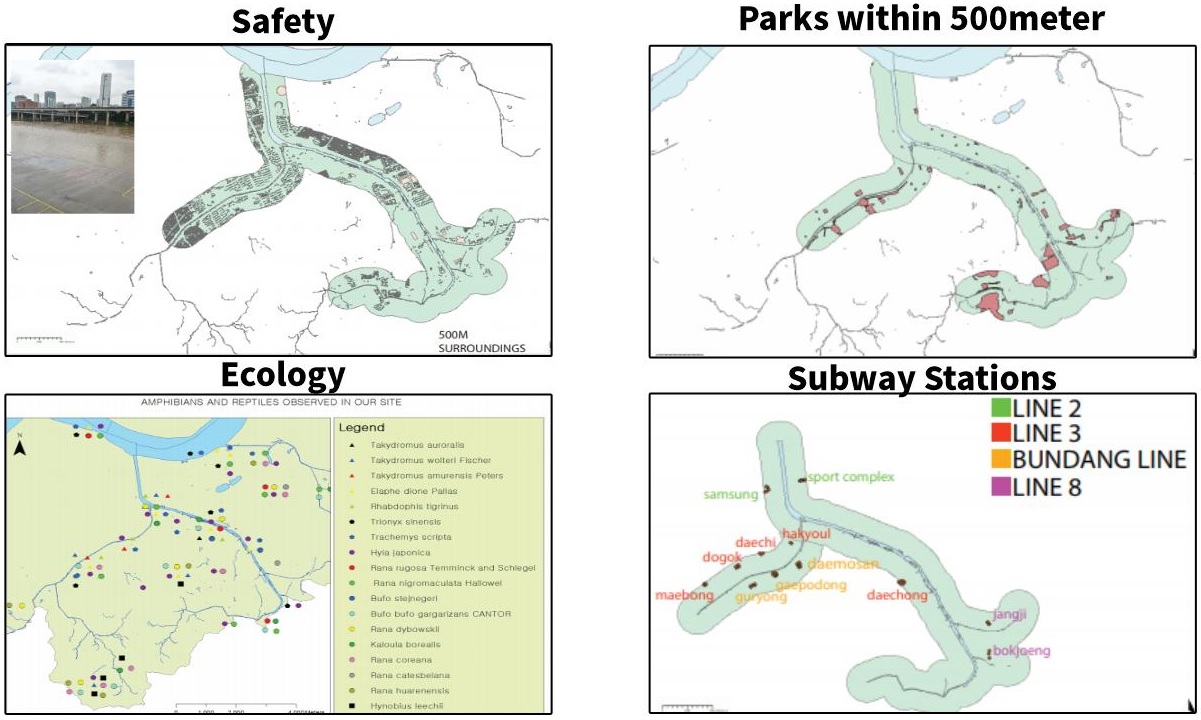 Safety
Parks within 500meter
500M
SURROUNDINGS
Ecology
AMPHIBIANS AND REPTILES OBSERVED IN OUR SITE
N
Legend
Takydromus auroralis
Takydromus wolteri Fischer
Takydromus amurensis Peters
Elaphe dione Pallas
Rhabdophis tigrinus
Trionyx sinensis
Trachemys scripta
Hyla japonica
Rana rugosa Temminck and Schlegel
Rana nigromaculata Hallowel
Bufo stejnegeri
Bufo bufo gargarizans CANTOR
Rana dybowskii
Kaloula borealis
Rana coreana
Rana catesbeiana
Rana huarenensis
Hynobius leechii
Subway Stations
LINE 2
LINE 3
BUNDANG LINE
LINE 8
sport complex
samsung
hakyoul
daechi
dogok
daemosan
gaepodong
maebong
guryong
daechong
jangji
bokjoeng